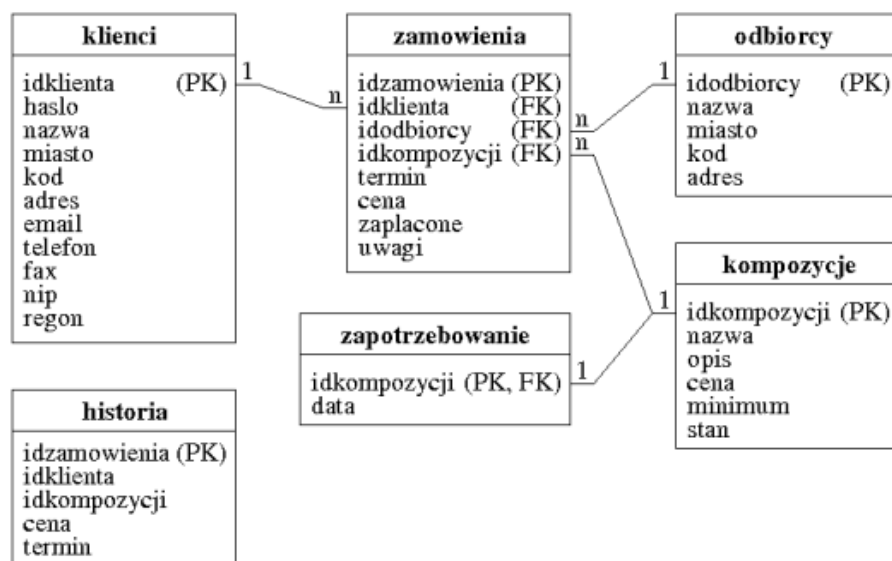 klienci
idklienta (PK)
haslo
nazwa
miasto
kod
adres
email
telefon
fax
nip
regon
1
n
zamowienia
idzamowienia (PK)
idklienta (FK)
idodbiorcy (FK)
idkompozycji (FK)
termin
cena
zaplacone
uwagi
n
n
1
odbiorcy
idodbiorcy (PK)
nazwa
miasto
kod
adres
kompozycje
1
idkompozycji (PK)
nazwa
opis
cena
minimum
stan
zapotrzebowanie
idkompozycji (PK, FK)
data
1
historia
idzamowienia (PK)
idklienta
idkompozycji
cena
termin